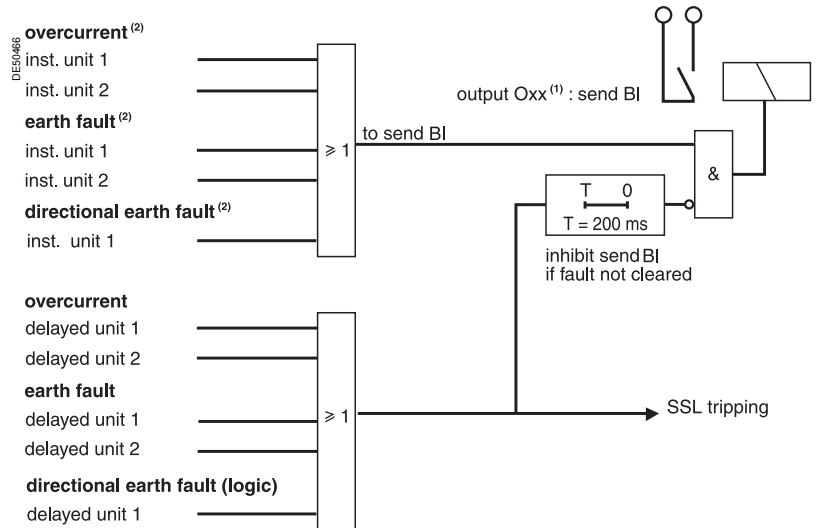 overcurrent (2)
DE50466
inst. unit 1
inst. unit 2
earth fault (2)
inst. unit 1
inst. unit 2
directional earth fault (2)
inst. unit 1
≥ 1
to send BI
output Oxx (1) : send BI
&
T 0
T = 200 ms
inhibit send BI
if fault not cleared
overcurrent
delayed unit 1
delayed unit 2
earth fault
delayed unit 1
delayed unit 2
directional earth fault (logic)
delayed unit 1
≥ 1
SSL tripping